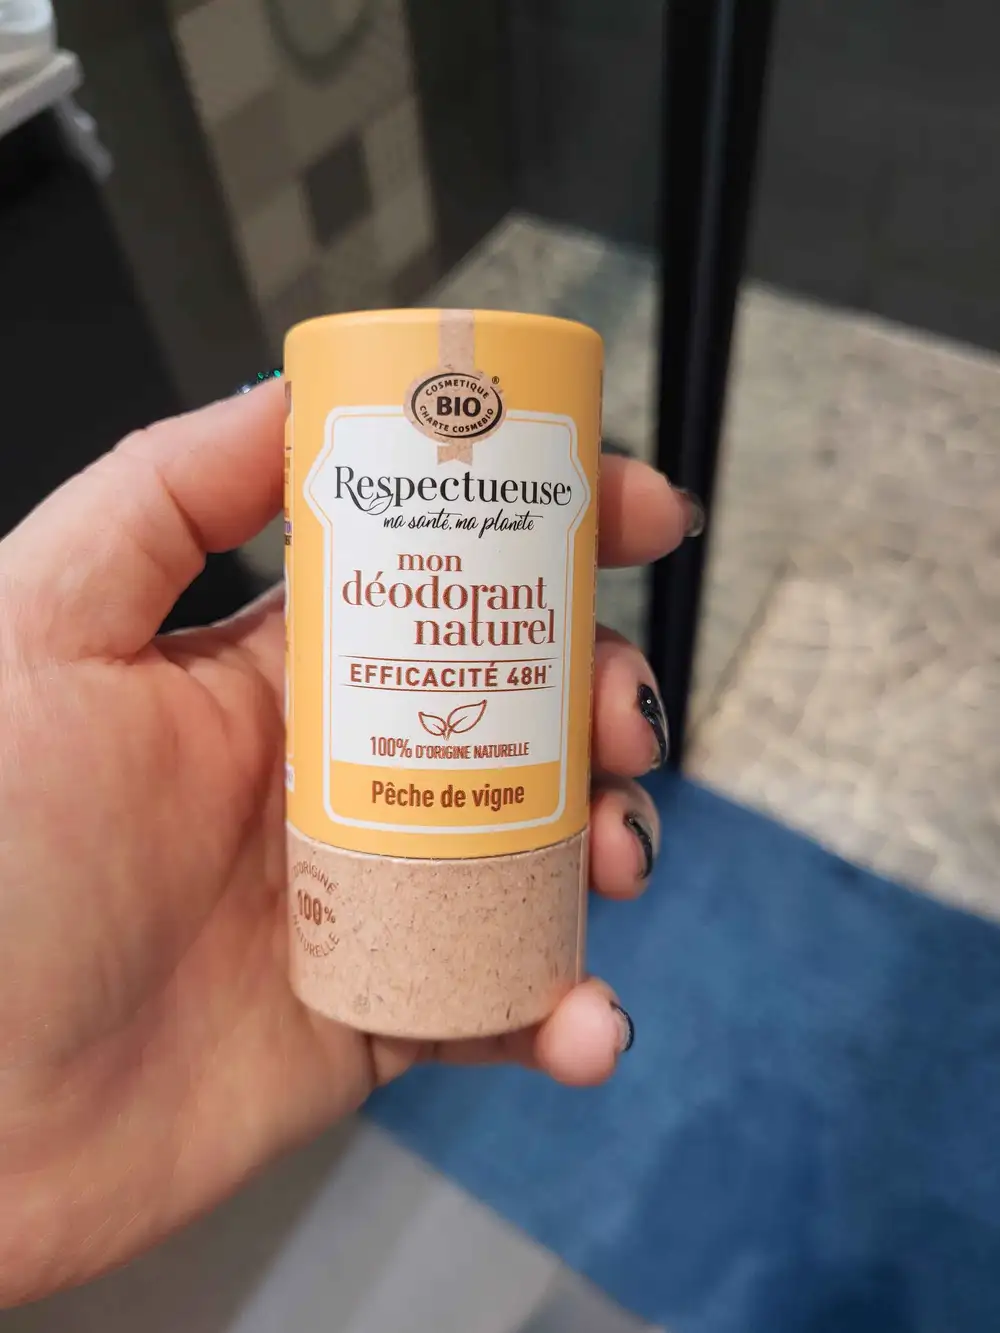 COSMETIQUE
BIO
®
CHARTE COSMEBIO
Respectueuse
ma santé, ma planète
mon
déodorant
naturel
EFFICACITÉ 48H*
100% D'ORIGINE NATURELLE
Pêche de vigne
D'ORIGINE
100%
NATURELLE